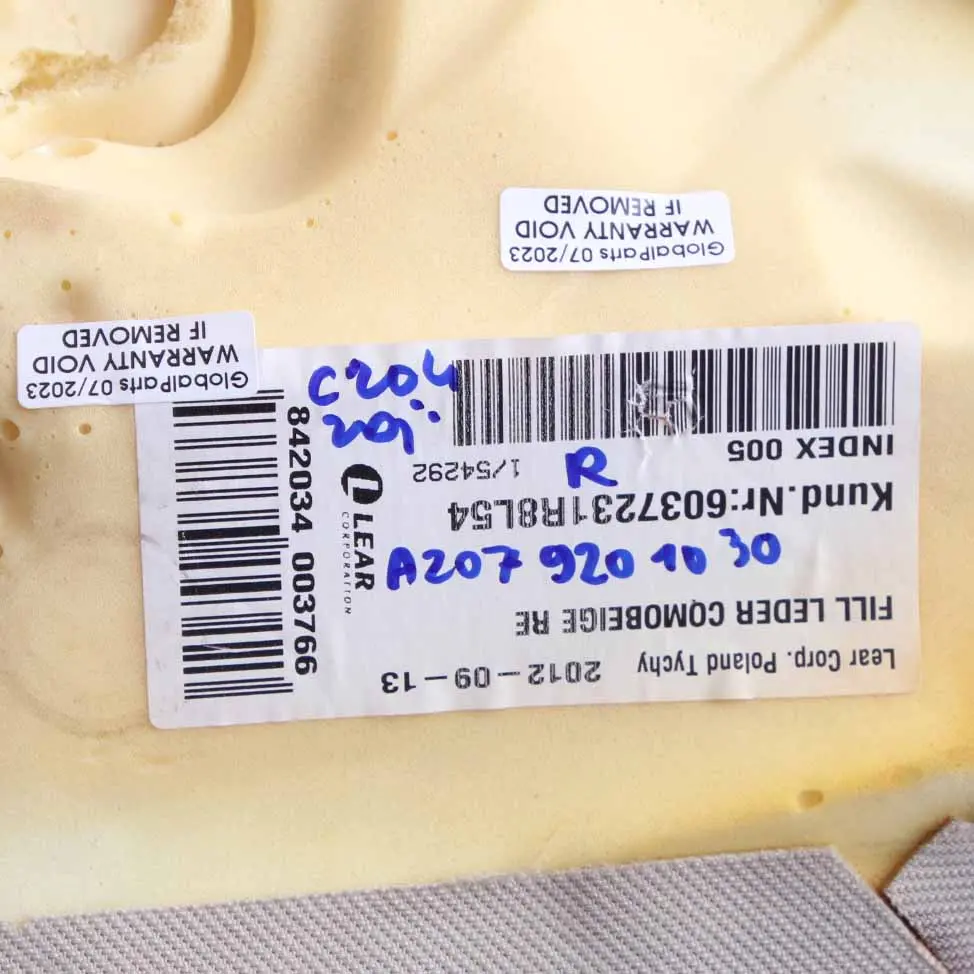 GlobalParts 07/2023
WARRANTY VOID
IF REMOVED
GlobalParts 07/2023
WARRANTY VOID
IF REMOVED
Lear Corp. Poland Tychy 2012-09-13
FILL LEDER CQMOBEIGE RE
A207 920 10 30
Kund.Nr:6037231R8L54
R
1/54292
INDEX 005
C204
LEAR
CORPORATION
842034 003766